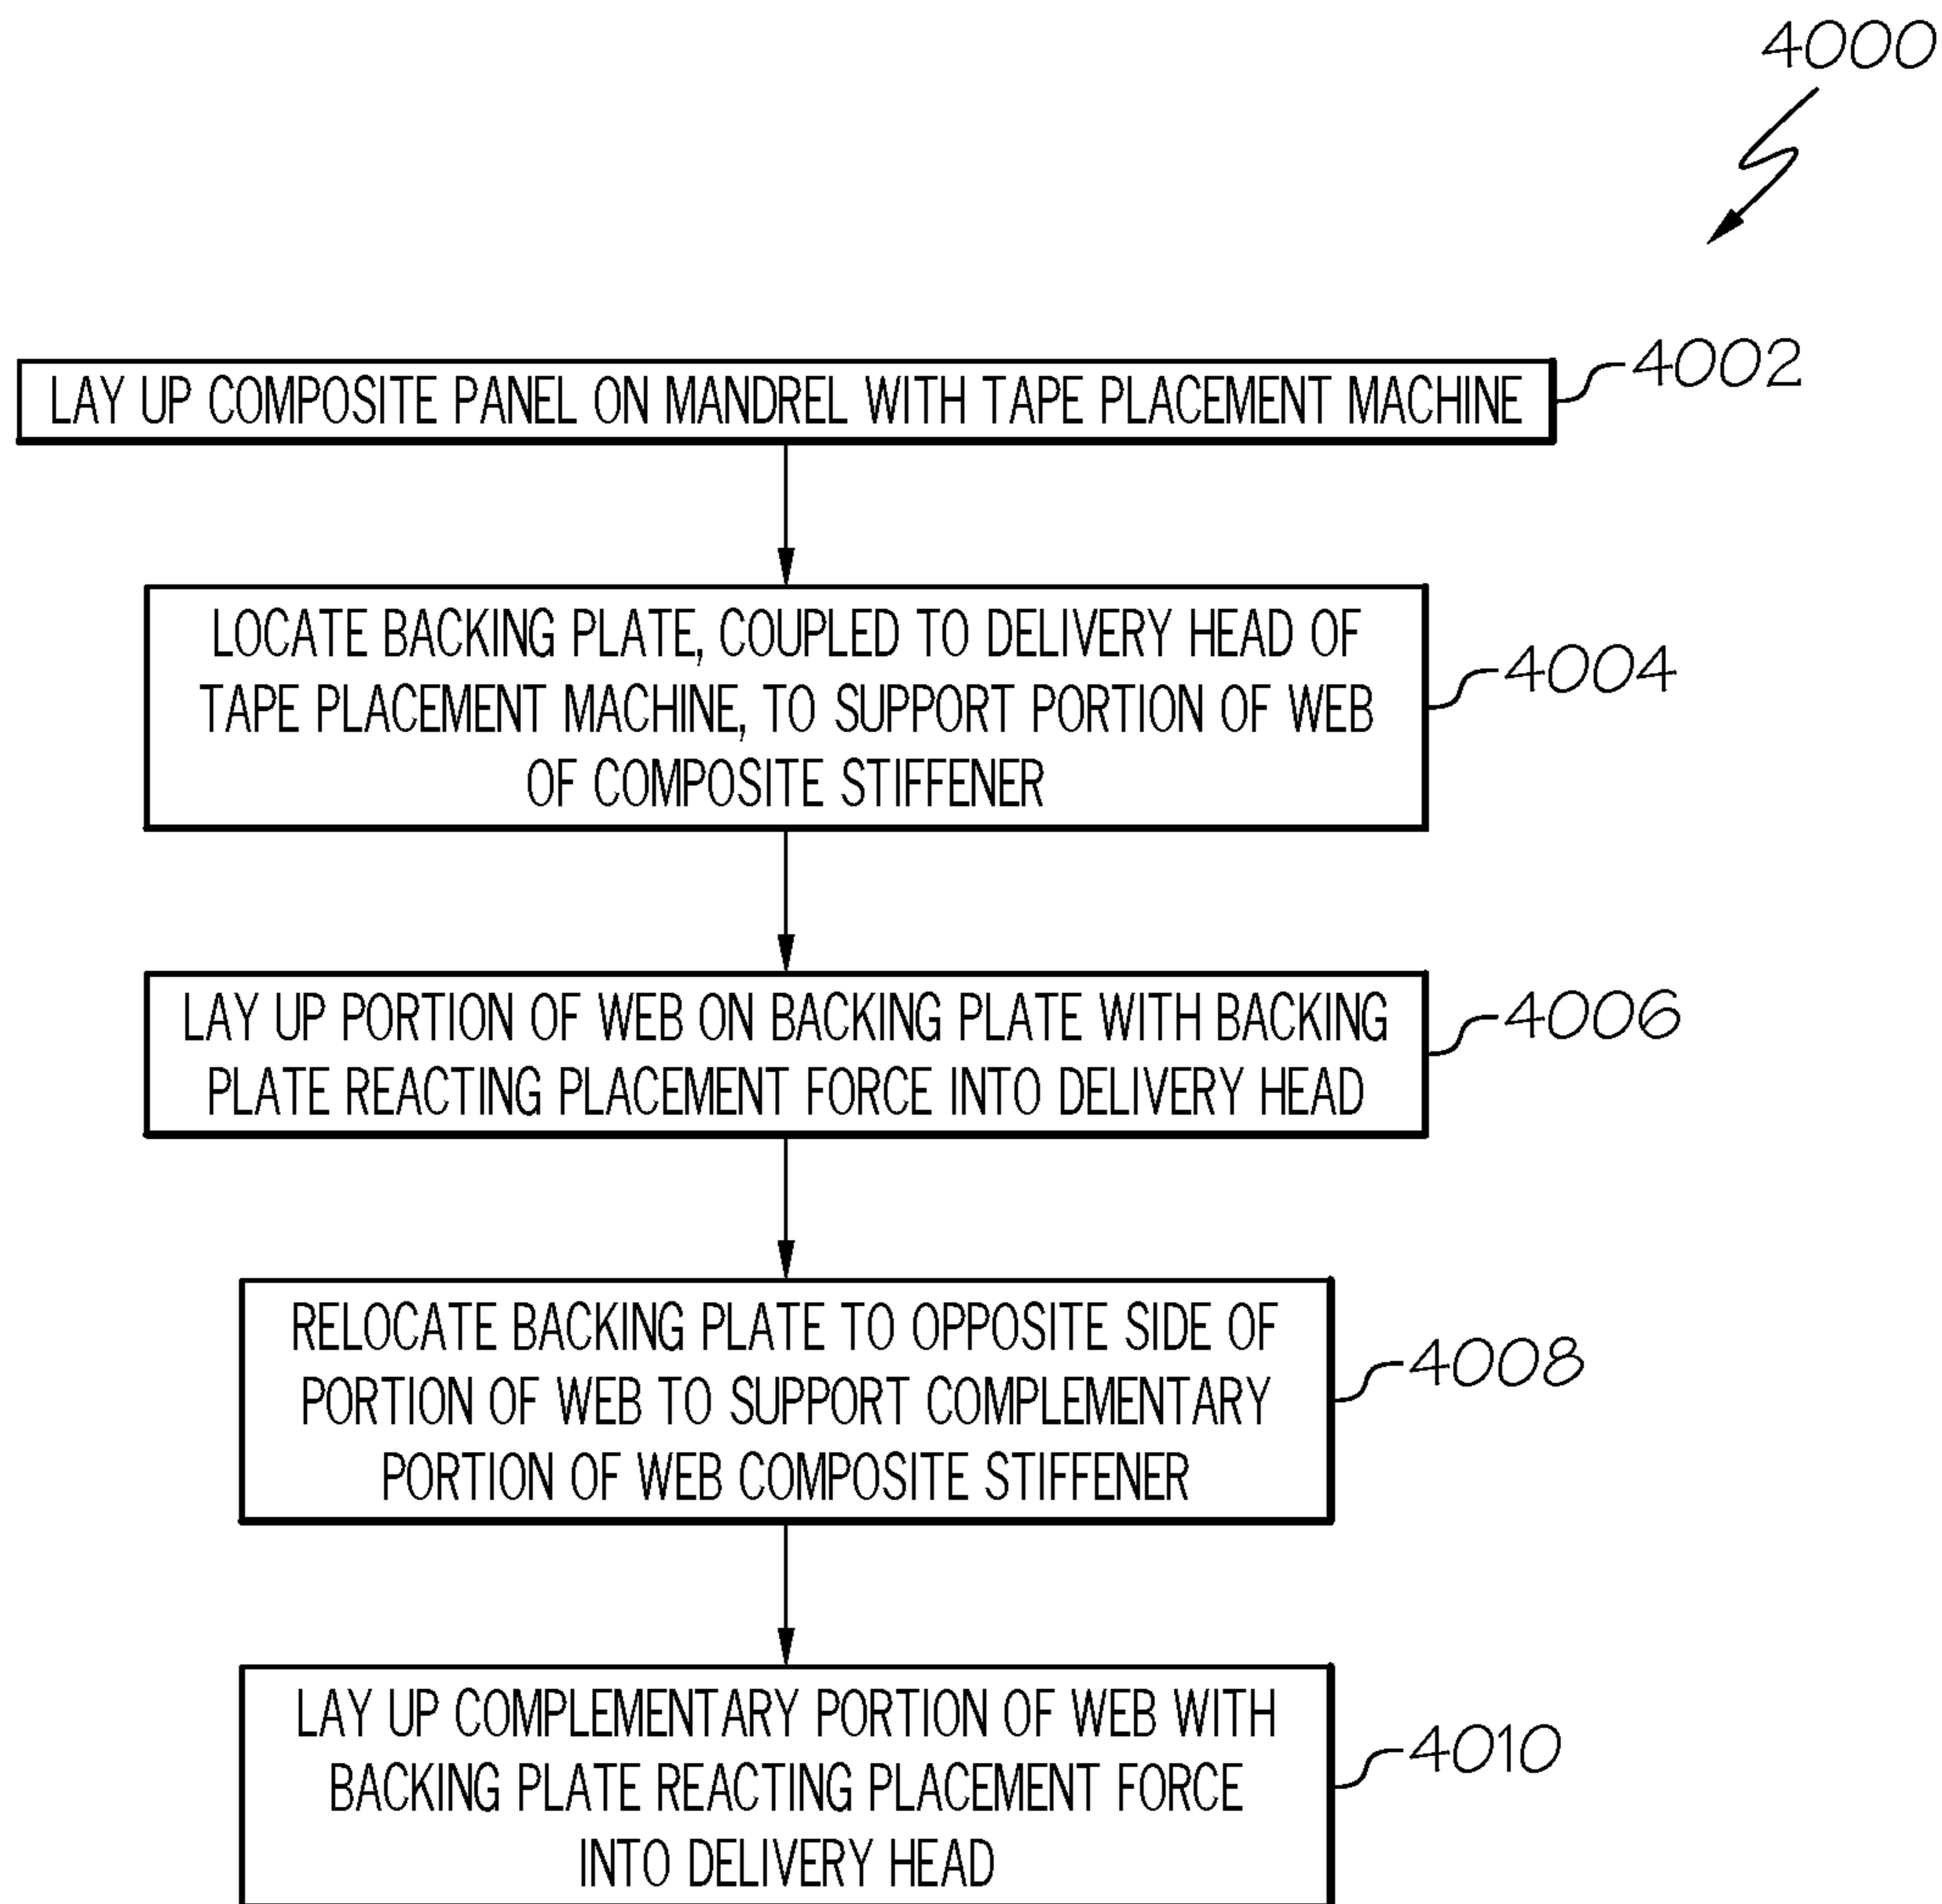 4000
LAY UP COMPOSITE PANEL ON MANDREL WITH TAPE PLACEMENT MACHINE
4002
LOCATE BACKING PLATE, COUPLED TO DELIVERY HEAD OF
TAPE PLACEMENT MACHINE, TO SUPPORT PORTION OF WEB
OF COMPOSITE STIFFENER
4004
LAY UP PORTION OF WEB ON BACKING PLATE WITH BACKING
PLATE REACTING PLACEMENT FORCE INTO DELIVERY HEAD
4006
RELOCATE BACKING PLATE TO OPPOSITE SIDE OF
PORTION OF WEB TO SUPPORT COMPLEMENTARY
PORTION OF WEB COMPOSITE STIFFENER
4008
LAY UP COMPLEMENTARY PORTION OF WEB WITH
BACKING PLATE REACTING PLACEMENT FORCE
INTO DELIVERY HEAD
4010